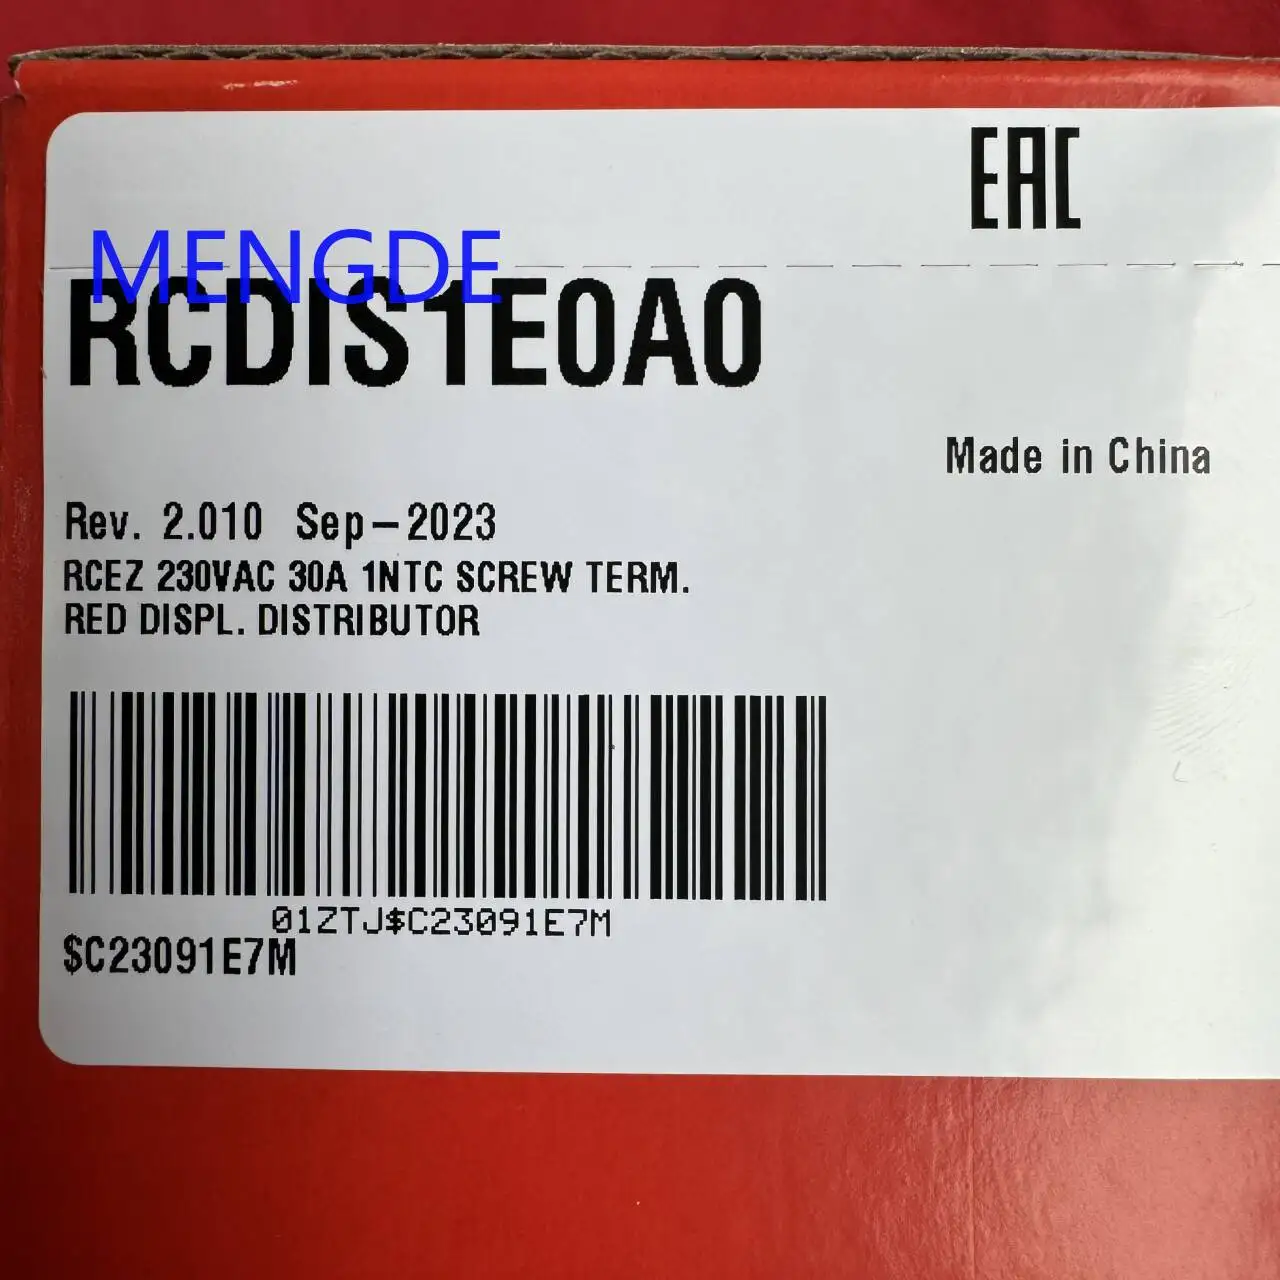 EAC
MENGDE
RCDIS1E0A0
Made in China
Rev. 2.010 Sep-2023
RCEZ 230VAC 30A 1NTC SCREW TERM.
RED DISPL. DISTRIBUTOR
01ZTJ$C23091E7M
$C23091E7M